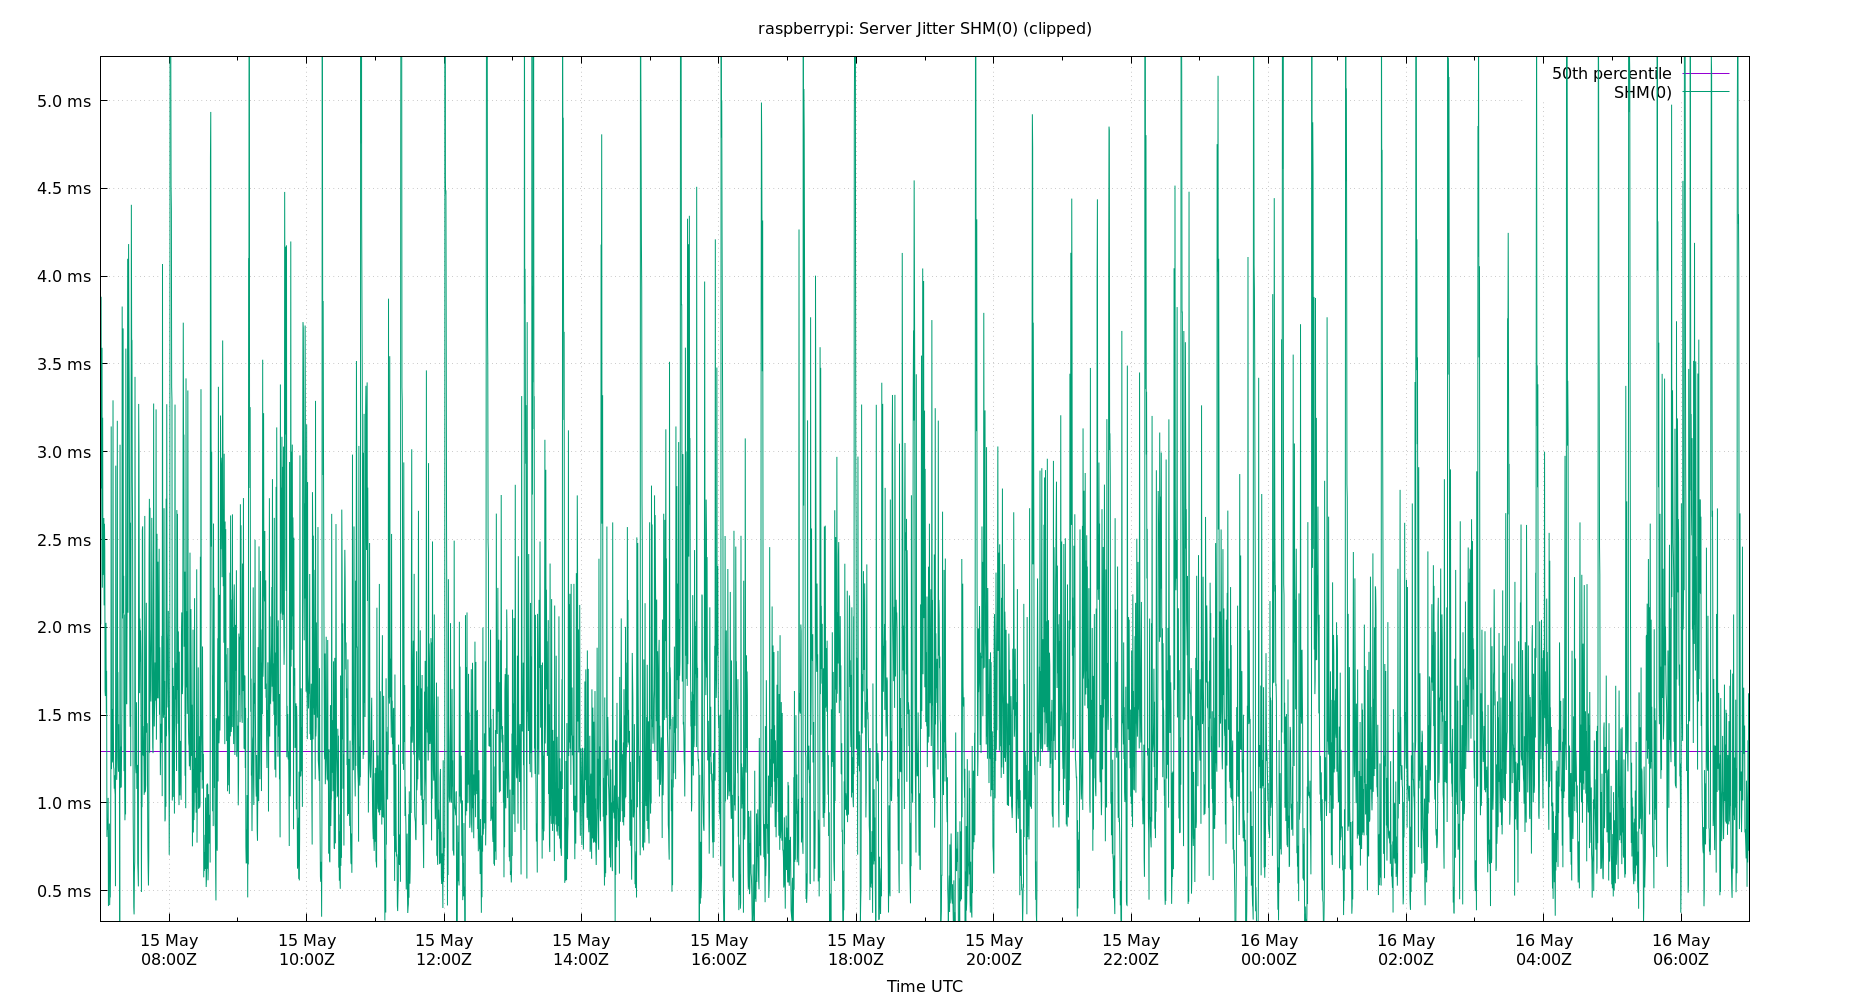 raspberrypi: Server Jitter SHM(0) (clipped)
50th percentile
SHM(0)
5.0 ms
4.5 ms
4.0 ms
3.5 ms
3.0 ms
2.5 ms
2.0 ms
1.5 ms
1.0 ms
0.5 ms
15 May 15 May 15 May 15 May 15 May 15 May 15 May 15 May 16 May 16 May 16 May 16 May
08:00Z 10:00Z 12:00Z 14:00Z 16:00Z 18:00Z 20:00Z 22:00Z 00:00Z 02:00Z 04:00Z 06:00Z
Time UTC